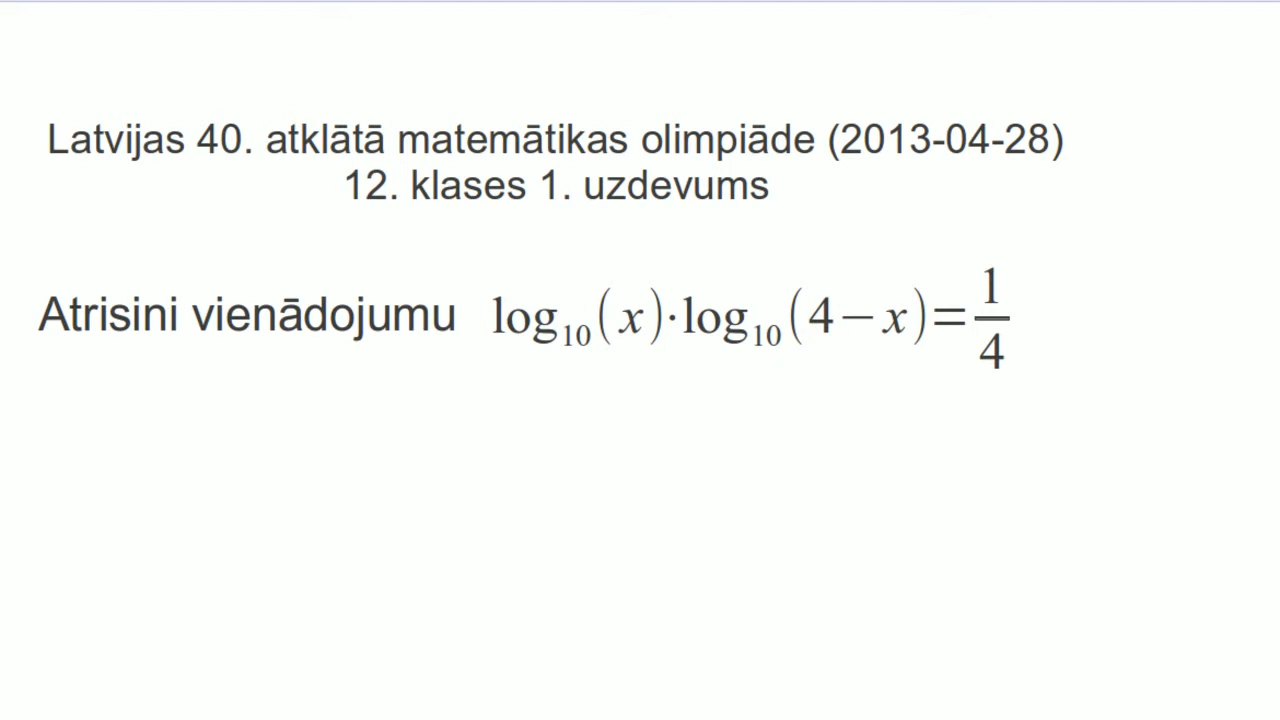 Latvijas 40. atklātā matemātikas olimpiāde (2013-04-28)
12. klases 1. uzdevums
Atrisini vienādojumu log₁₀(x)·log₁₀(4−x)=1/4